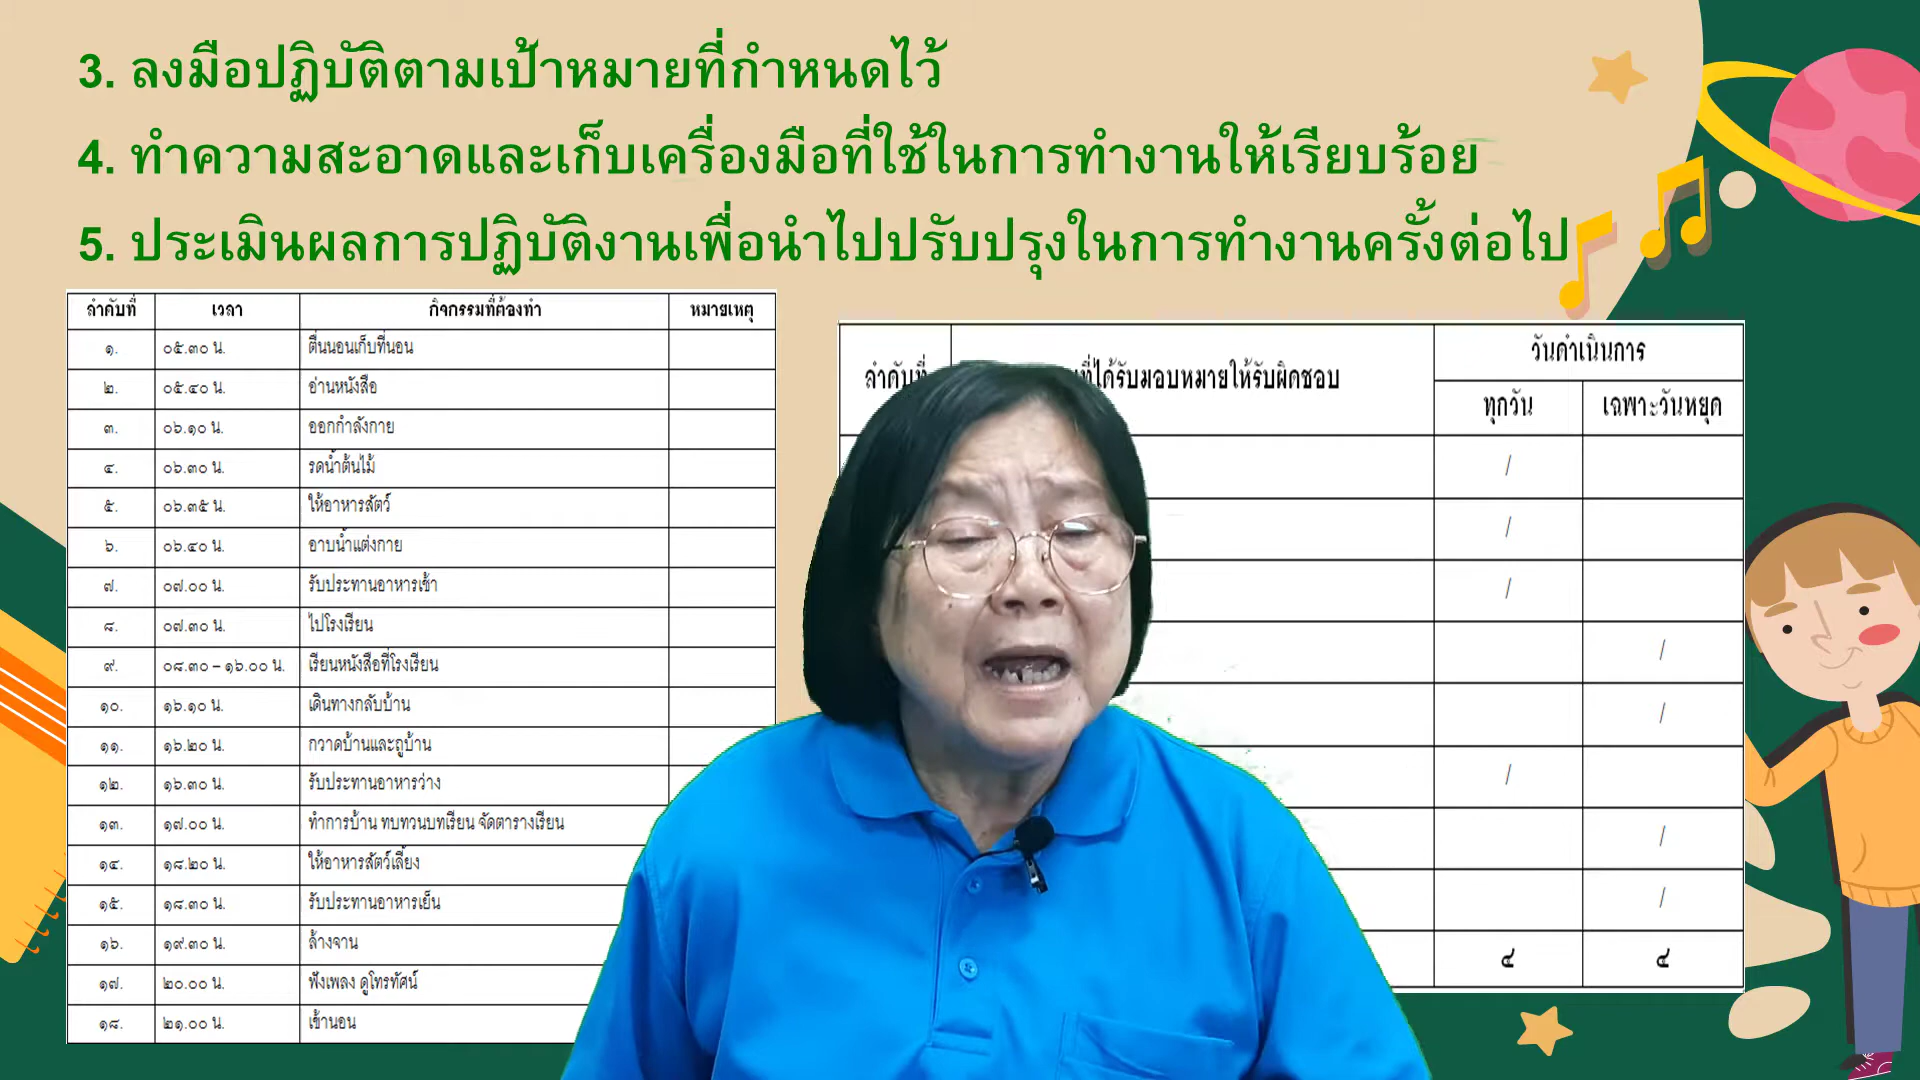 3. ลงมือปฏิบัติตามเป้าหมายที่กำหนดไว้
4. ทำความสะอาดและเก็บเครื่องมือที่ใช้ในการทำงานให้เรียบร้อย
5. ประเมินผลการปฏิบัติงานเพื่อนำไปปรับปรุงในการทำงานครั้งต่อไป
ลำดับที่ เวลา กิจกรรมที่ต้องทำ หมายเหตุ
๑. ๐๕.๓๐ น. ตื่นนอนเก็บที่นอน
๒. ๐๕.๔๐ น. อ่านหนังสือ
๓. ๐๖.๑๐ น. ออกกำลังกาย
๔. ๐๖.๓๐ น. รดน้ำต้นไม้
๕. ๐๖.๓๕ น. ให้อาหารสัตว์
๖. ๐๖.๔๐ น. อาบน้ำแต่งกาย
๗. ๐๗.๐๐ น. รับประทานอาหารเช้า
๘. ๐๗.๓๐ น. ไปโรงเรียน
๙. ๐๘.๓๐ – ๑๖.๐๐ น. เรียนหนังสือที่โรงเรียน
๑๐. ๑๖.๑๐ น. เดินทางกลับบ้าน
๑๑. ๑๖.๒๐ น. กวาดบ้านและถูบ้าน
๑๒. ๑๖.๓๐ น. รับประทานอาหารว่าง
๑๓. ๑๗.๐๐ น. ทำการบ้าน ทบทวนบทเรียน จัดตารางเรียน
๑๔. ๑๘.๒๐ น. ให้อาหารสัตว์เลี้ยง
๑๕. ๑๘.๓๐ น. รับประทานอาหารเย็น
๑๖. ๑๙.๓๐ น. ล้างจาน
๑๗. ๒๐.๐๐ น. ฟังเพลง ดูโทรทัศน์
๑๘. ๒๑.๐๐ น. เข้านอน
วันดำเนินการ
ลำดับที่ ที่ได้รับมอบหมายให้รับผิดชอบ
ทุกวัน เฉพาะวันหยุด
/
/
/
/
/
/
/
/
๔ ๔